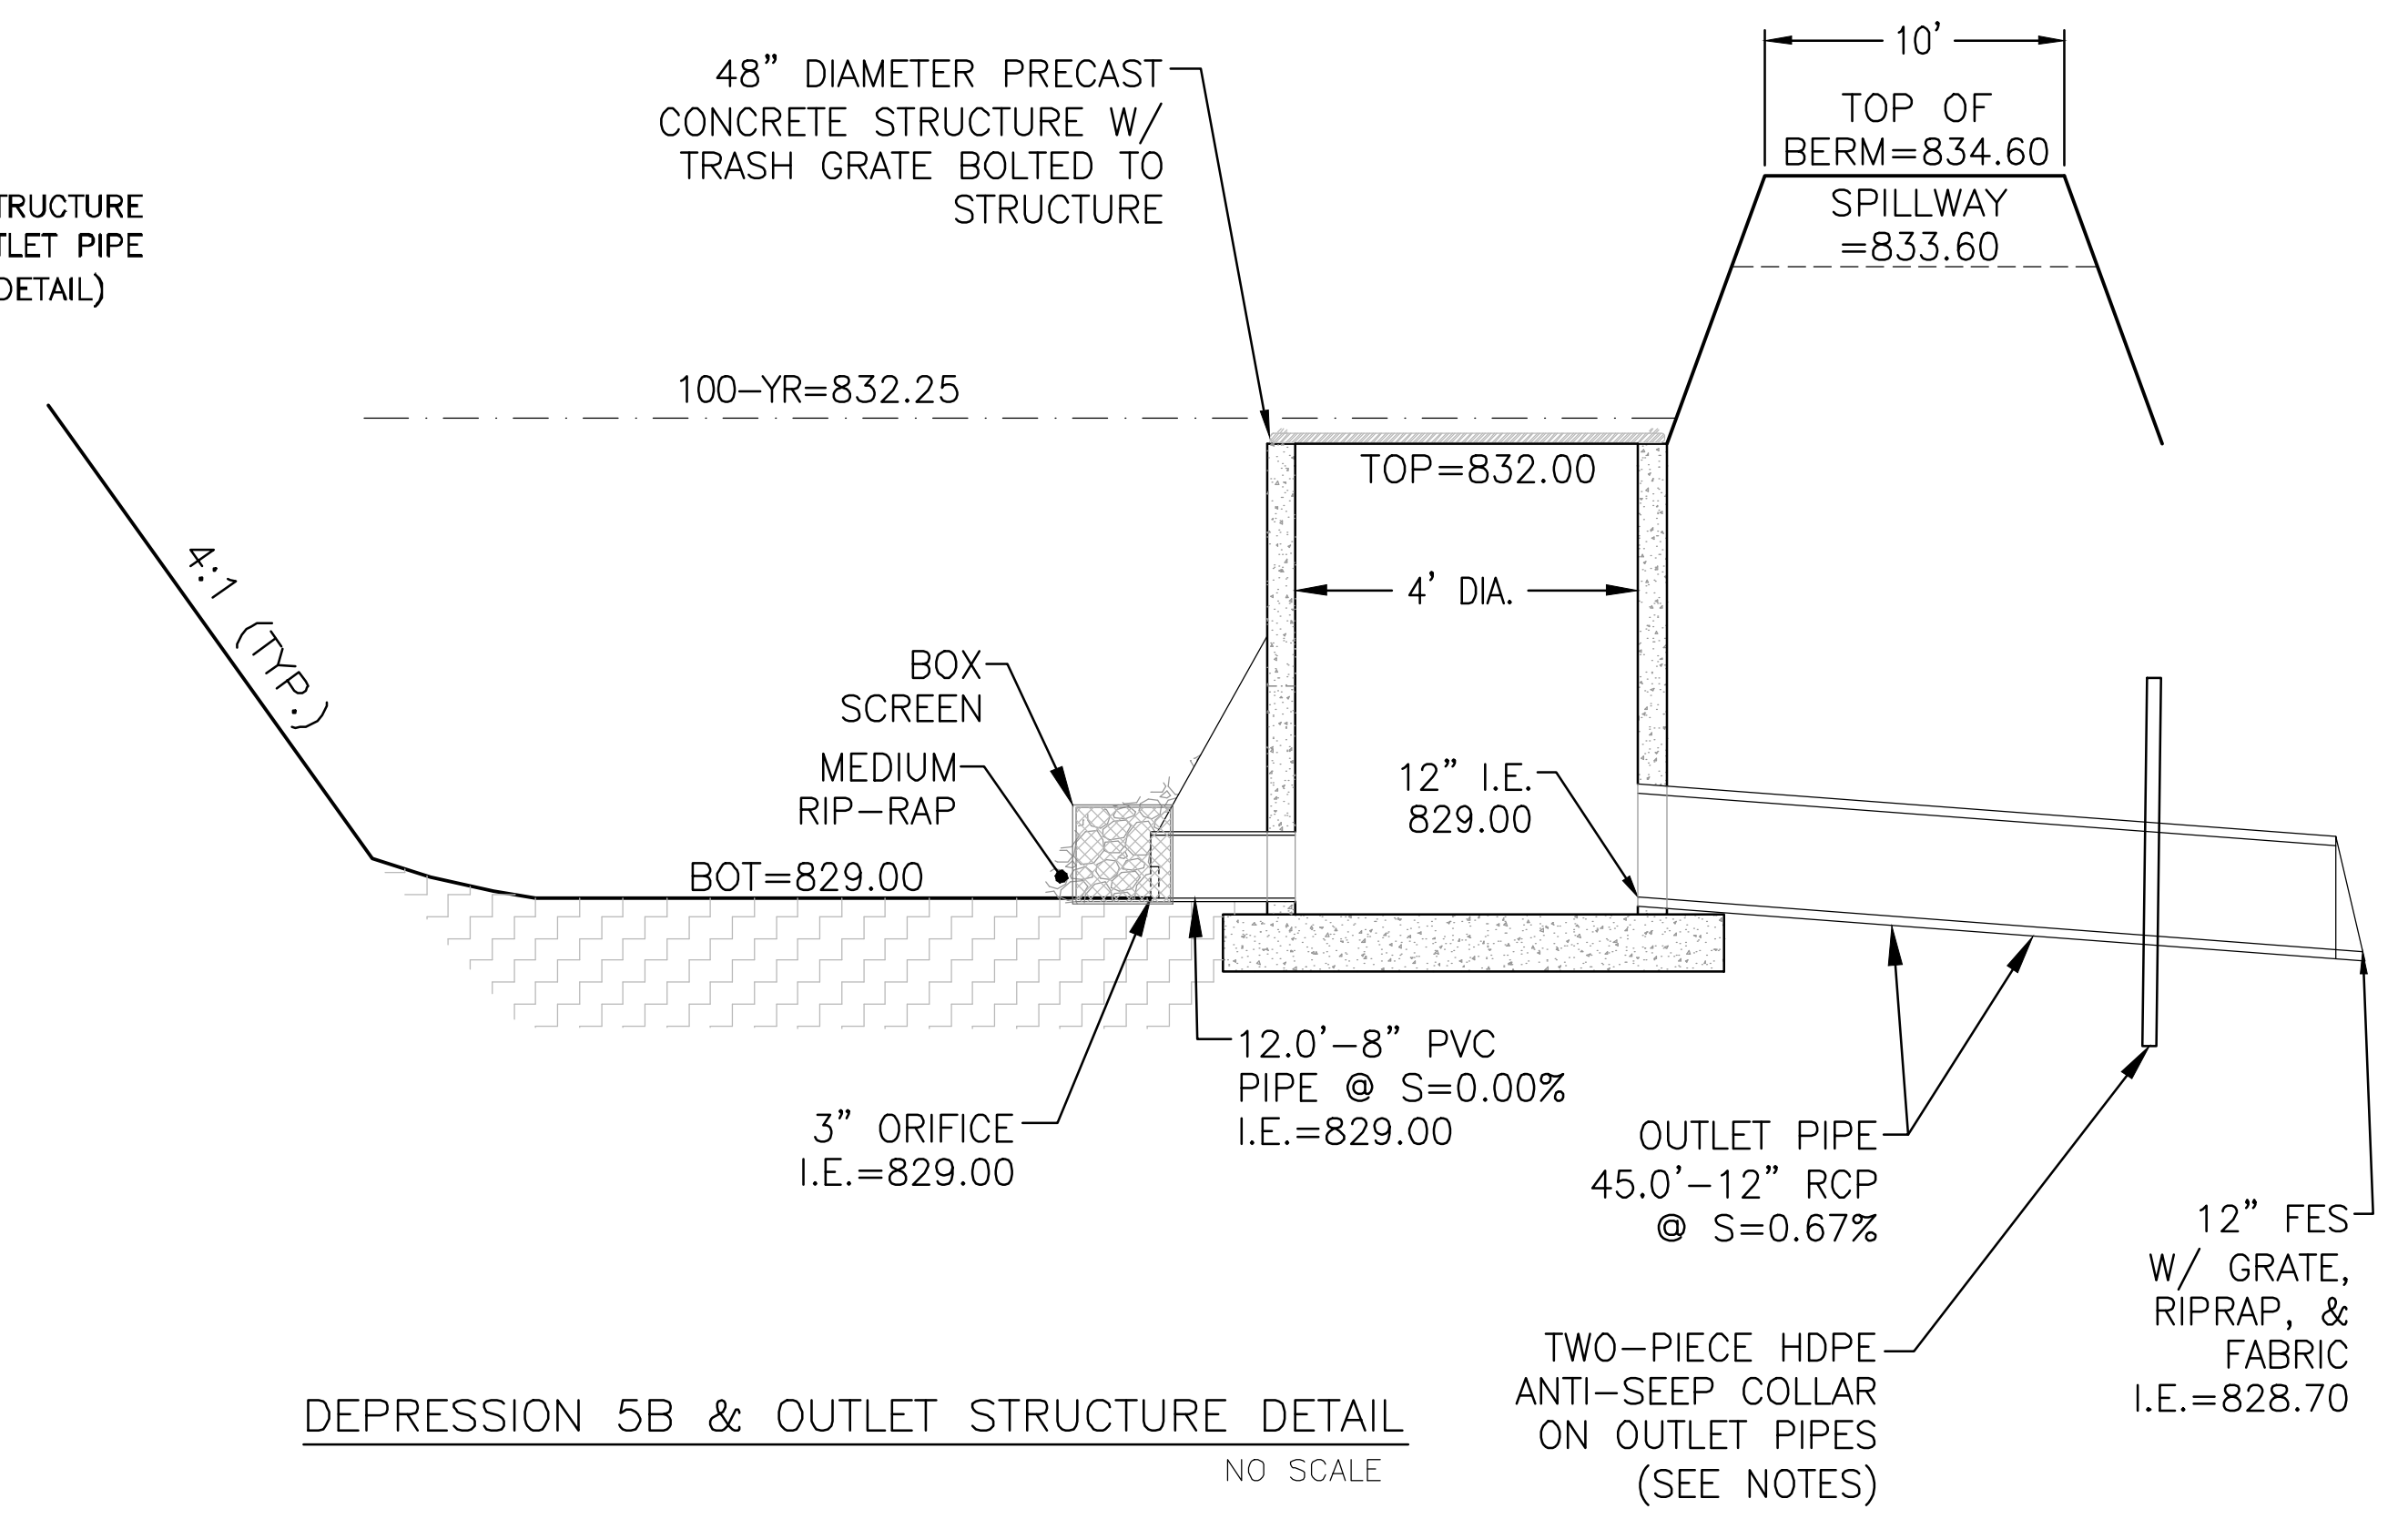 TRUCTURE
TLET PIPE
DETAIL)
48" DIAMETER PRECAST
CONCRETE STRUCTURE W/
TRASH GRATE BOLTED TO
STRUCTURE
10'
TOP OF
BERM=834.60
SPILLWAY
=833.60
100-YR=832.25
TOP=832.00
4' DIA.
4:1 (TYP.)
BOX
SCREEN
MEDIUM
RIP-RAP
BOT=829.00
12" I.E.
829.00
3" ORIFICE
I.E.=829.00
12.0'-8" PVC
PIPE @ S=0.00%
I.E.=829.00
OUTLET PIPE
45.0'-12" RCP
@ S=0.67%
TWO-PIECE HDPE
ANTI-SEEP COLLAR
ON OUTLET PIPES
(SEE NOTES)
12" FES
W/ GRATE,
RIPRAP, &
FABRIC
I.E.=828.70
DEPRESSION 5B & OUTLET STRUCTURE DETAIL
NO SCALE